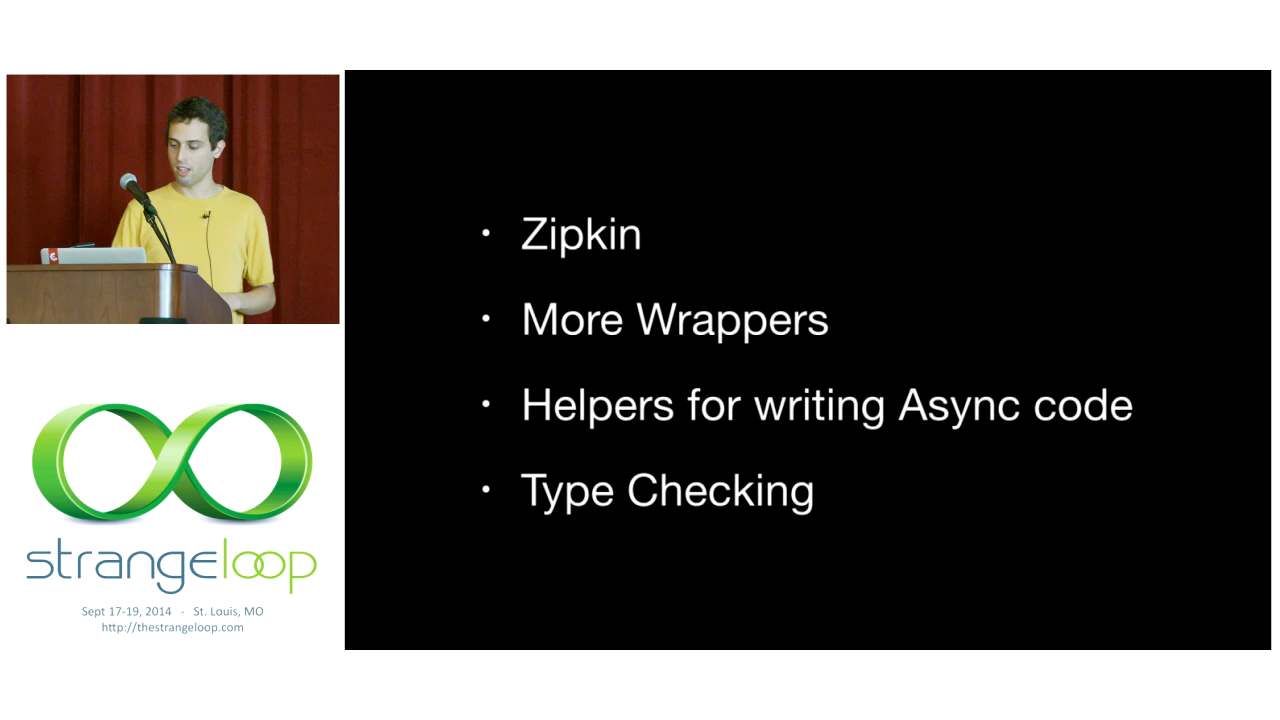 • Zipkin
• More Wrappers
• Helpers for writing Async code
• Type Checking
strangeloop
Sept 17-19, 2014 - St. Louis, MO
http://thestrangeloop.com